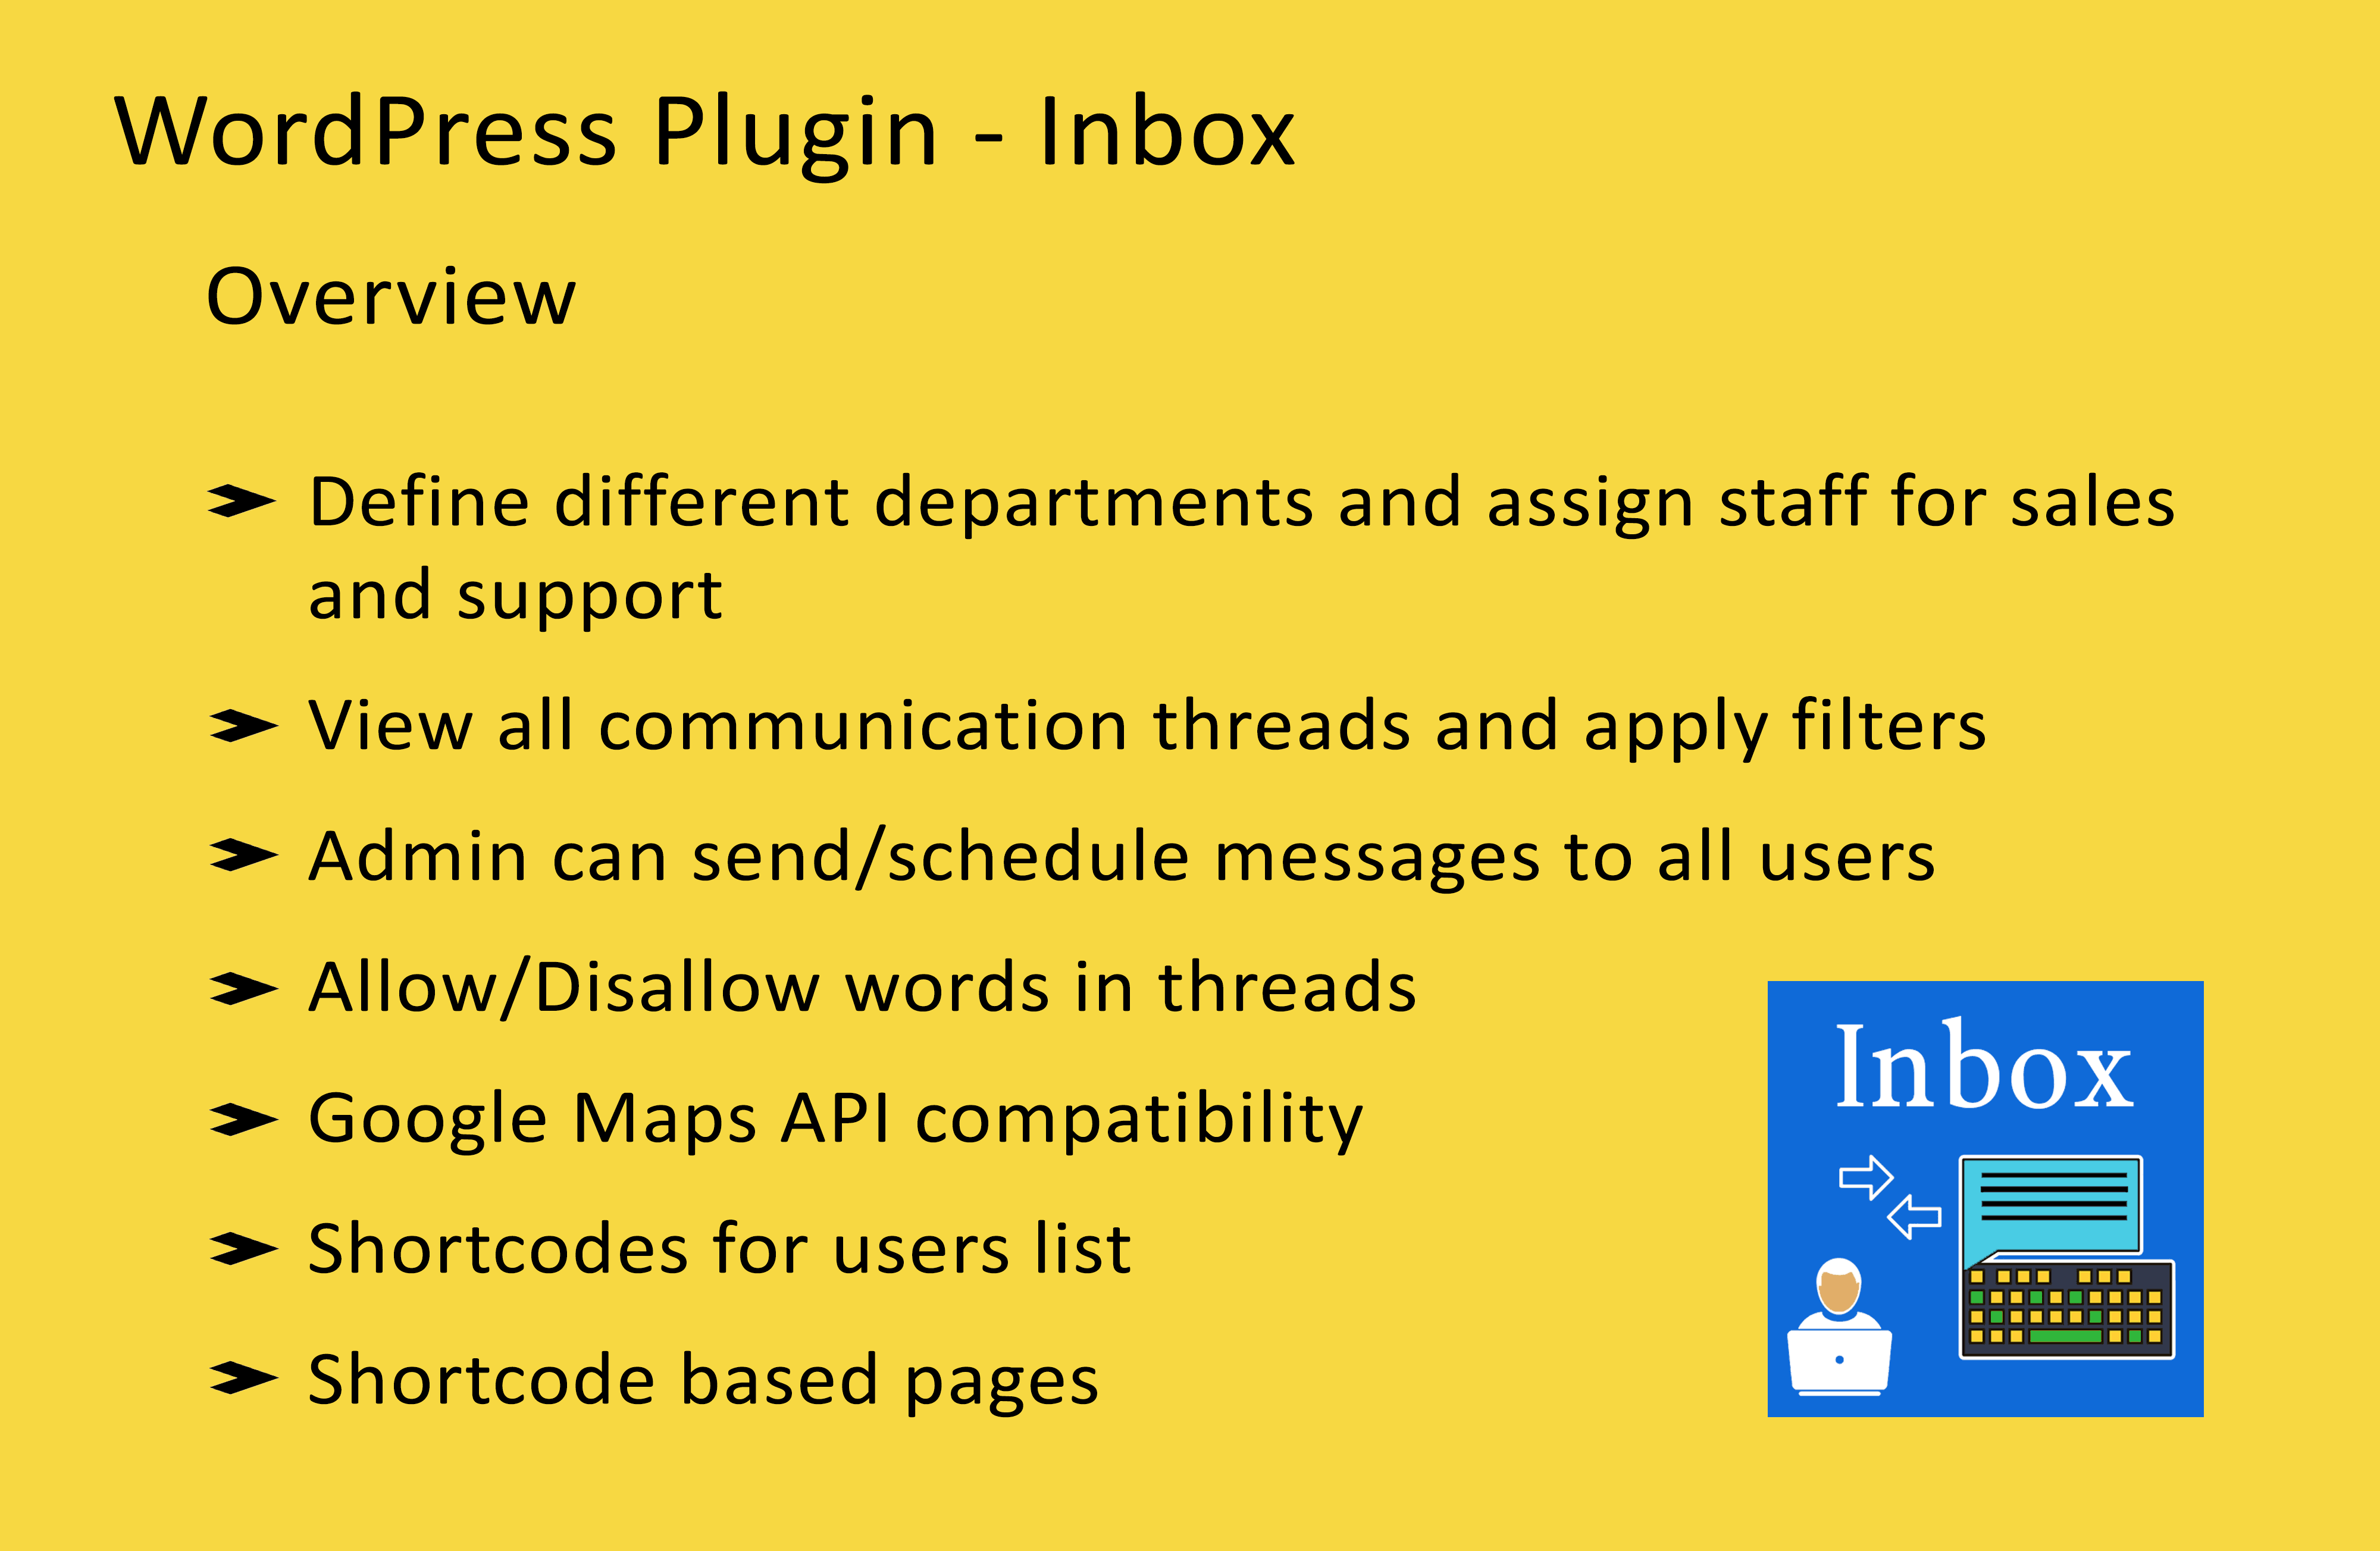 WordPress Plugin - Inbox
Overview
➢ Define different departments and assign staff for sales
and support
➢ View all communication threads and apply filters
➢ Admin can send/schedule messages to all users
➢ Allow/Disallow words in threads
➢ Google Maps API compatibility
➢ Shortcodes for users list
➢ Shortcode based pages
Inbox